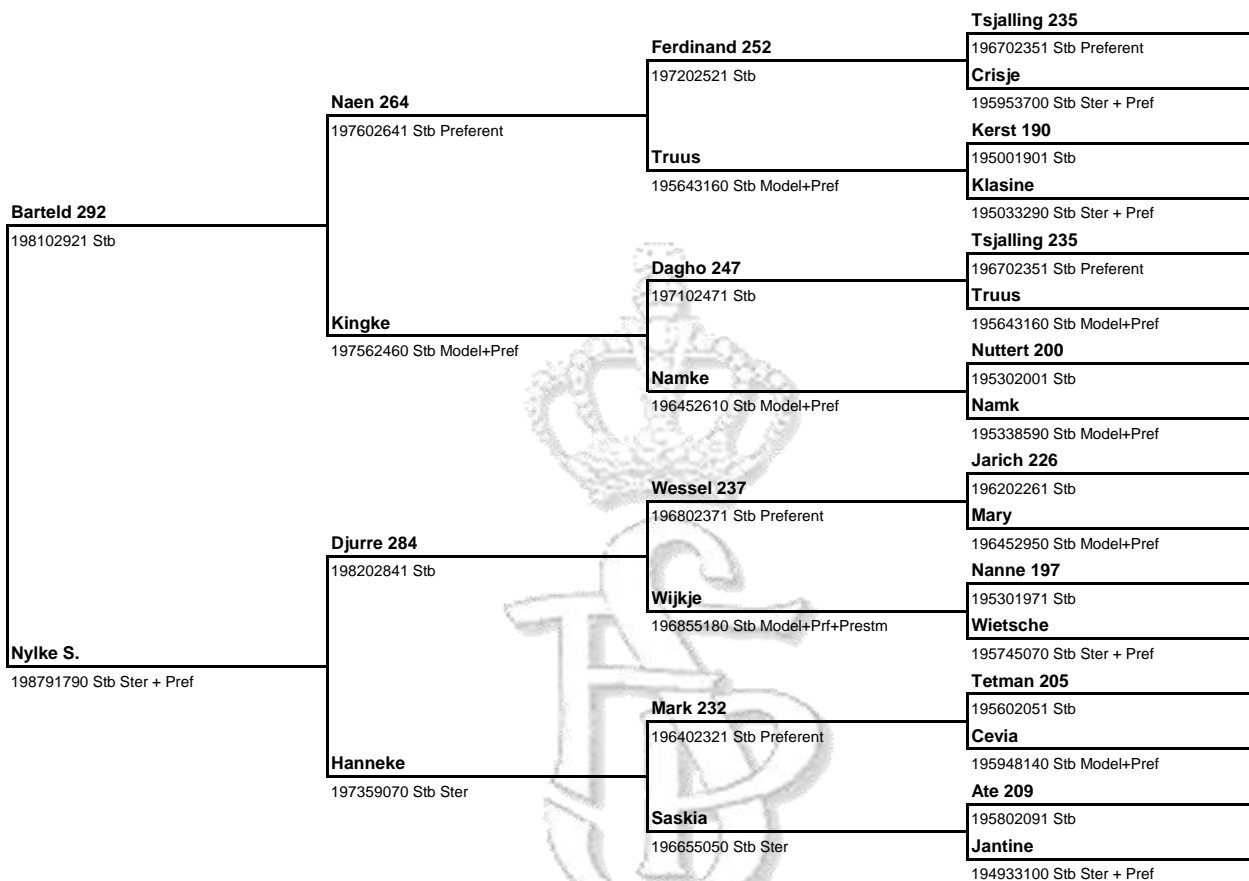 Barteld 292
198102921 Stb
Nylke S.
198791790 Stb Ster + Pref
Naen 264
197602641 Stb Preferent
Kingke
197562460 Stb Model+Pref
Djurre 284
198202841 Stb
Hanneke
197359070 Stb Ster
Ferdinand 252
197202521 Stb
Truus
195643160 Stb Model+Pref
Dagho 247
197102471 Stb
Namke
196452610 Stb Model+Pref
Wessel 237
196802371 Stb Preferent
Wijkje
196855180 Stb Model+Prf+Prestm
Mark 232
196402321 Stb Preferent
Saskia
196655050 Stb Ster
Tsjalling 235
196702351 Stb Preferent
Crisje
195953700 Stb Ster + Pref
Kerst 190
195001901 Stb
Klasine
195033290 Stb Ster + Pref
Tsjalling 235
196702351 Stb Preferent
Truus
195643160 Stb Model+Pref
Nuttert 200
195302001 Stb
Namk
195338590 Stb Model+Pref
Jarich 226
196202261 Stb
Mary
196452950 Stb Model+Pref
Nanne 197
195301971 Stb
Wietsche
195745070 Stb Ster + Pref
Tetman 205
195602051 Stb
Cevia
195948140 Stb Model+Pref
Ate 209
195802091 Stb
Jantine
194933100 Stb Ster + Pref